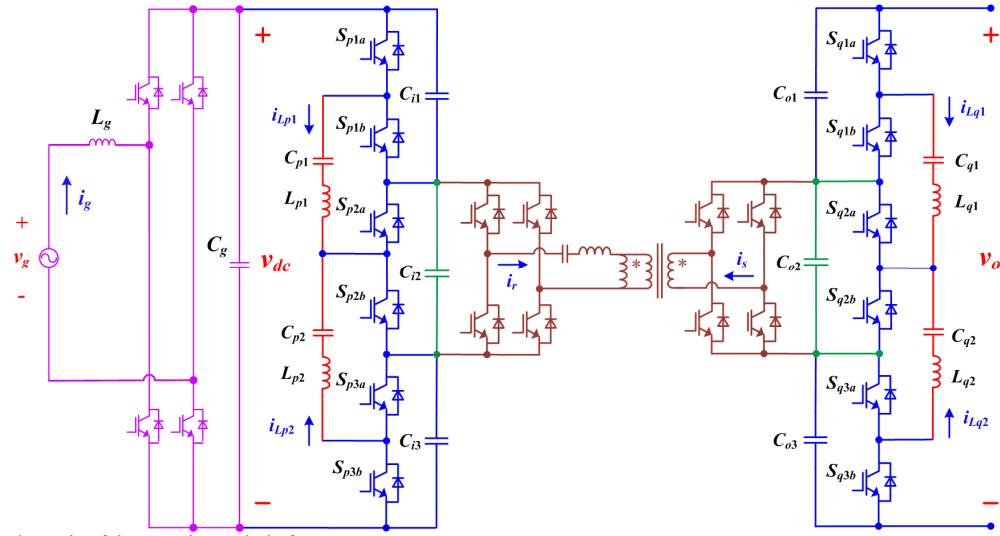 +
+
S_p1a
S_q1a
C_i1
C_o1
L_g
i_Lp1
S_p1b
S_q1b
i_Lq1
C_p1
C_q1
i_g
L_p1
S_p2a
S_q2a
L_q1
+
v_g
-
C_g
v_dc
C_i2
i_r
*
*
i_s
C_o2
v_o
S_p2b
S_q2b
C_p2
C_q2
L_p2
S_p3a
S_q3a
L_q2
i_Lp2
C_i3
C_o3
i_Lq2
S_p3b
S_q3b
–
–